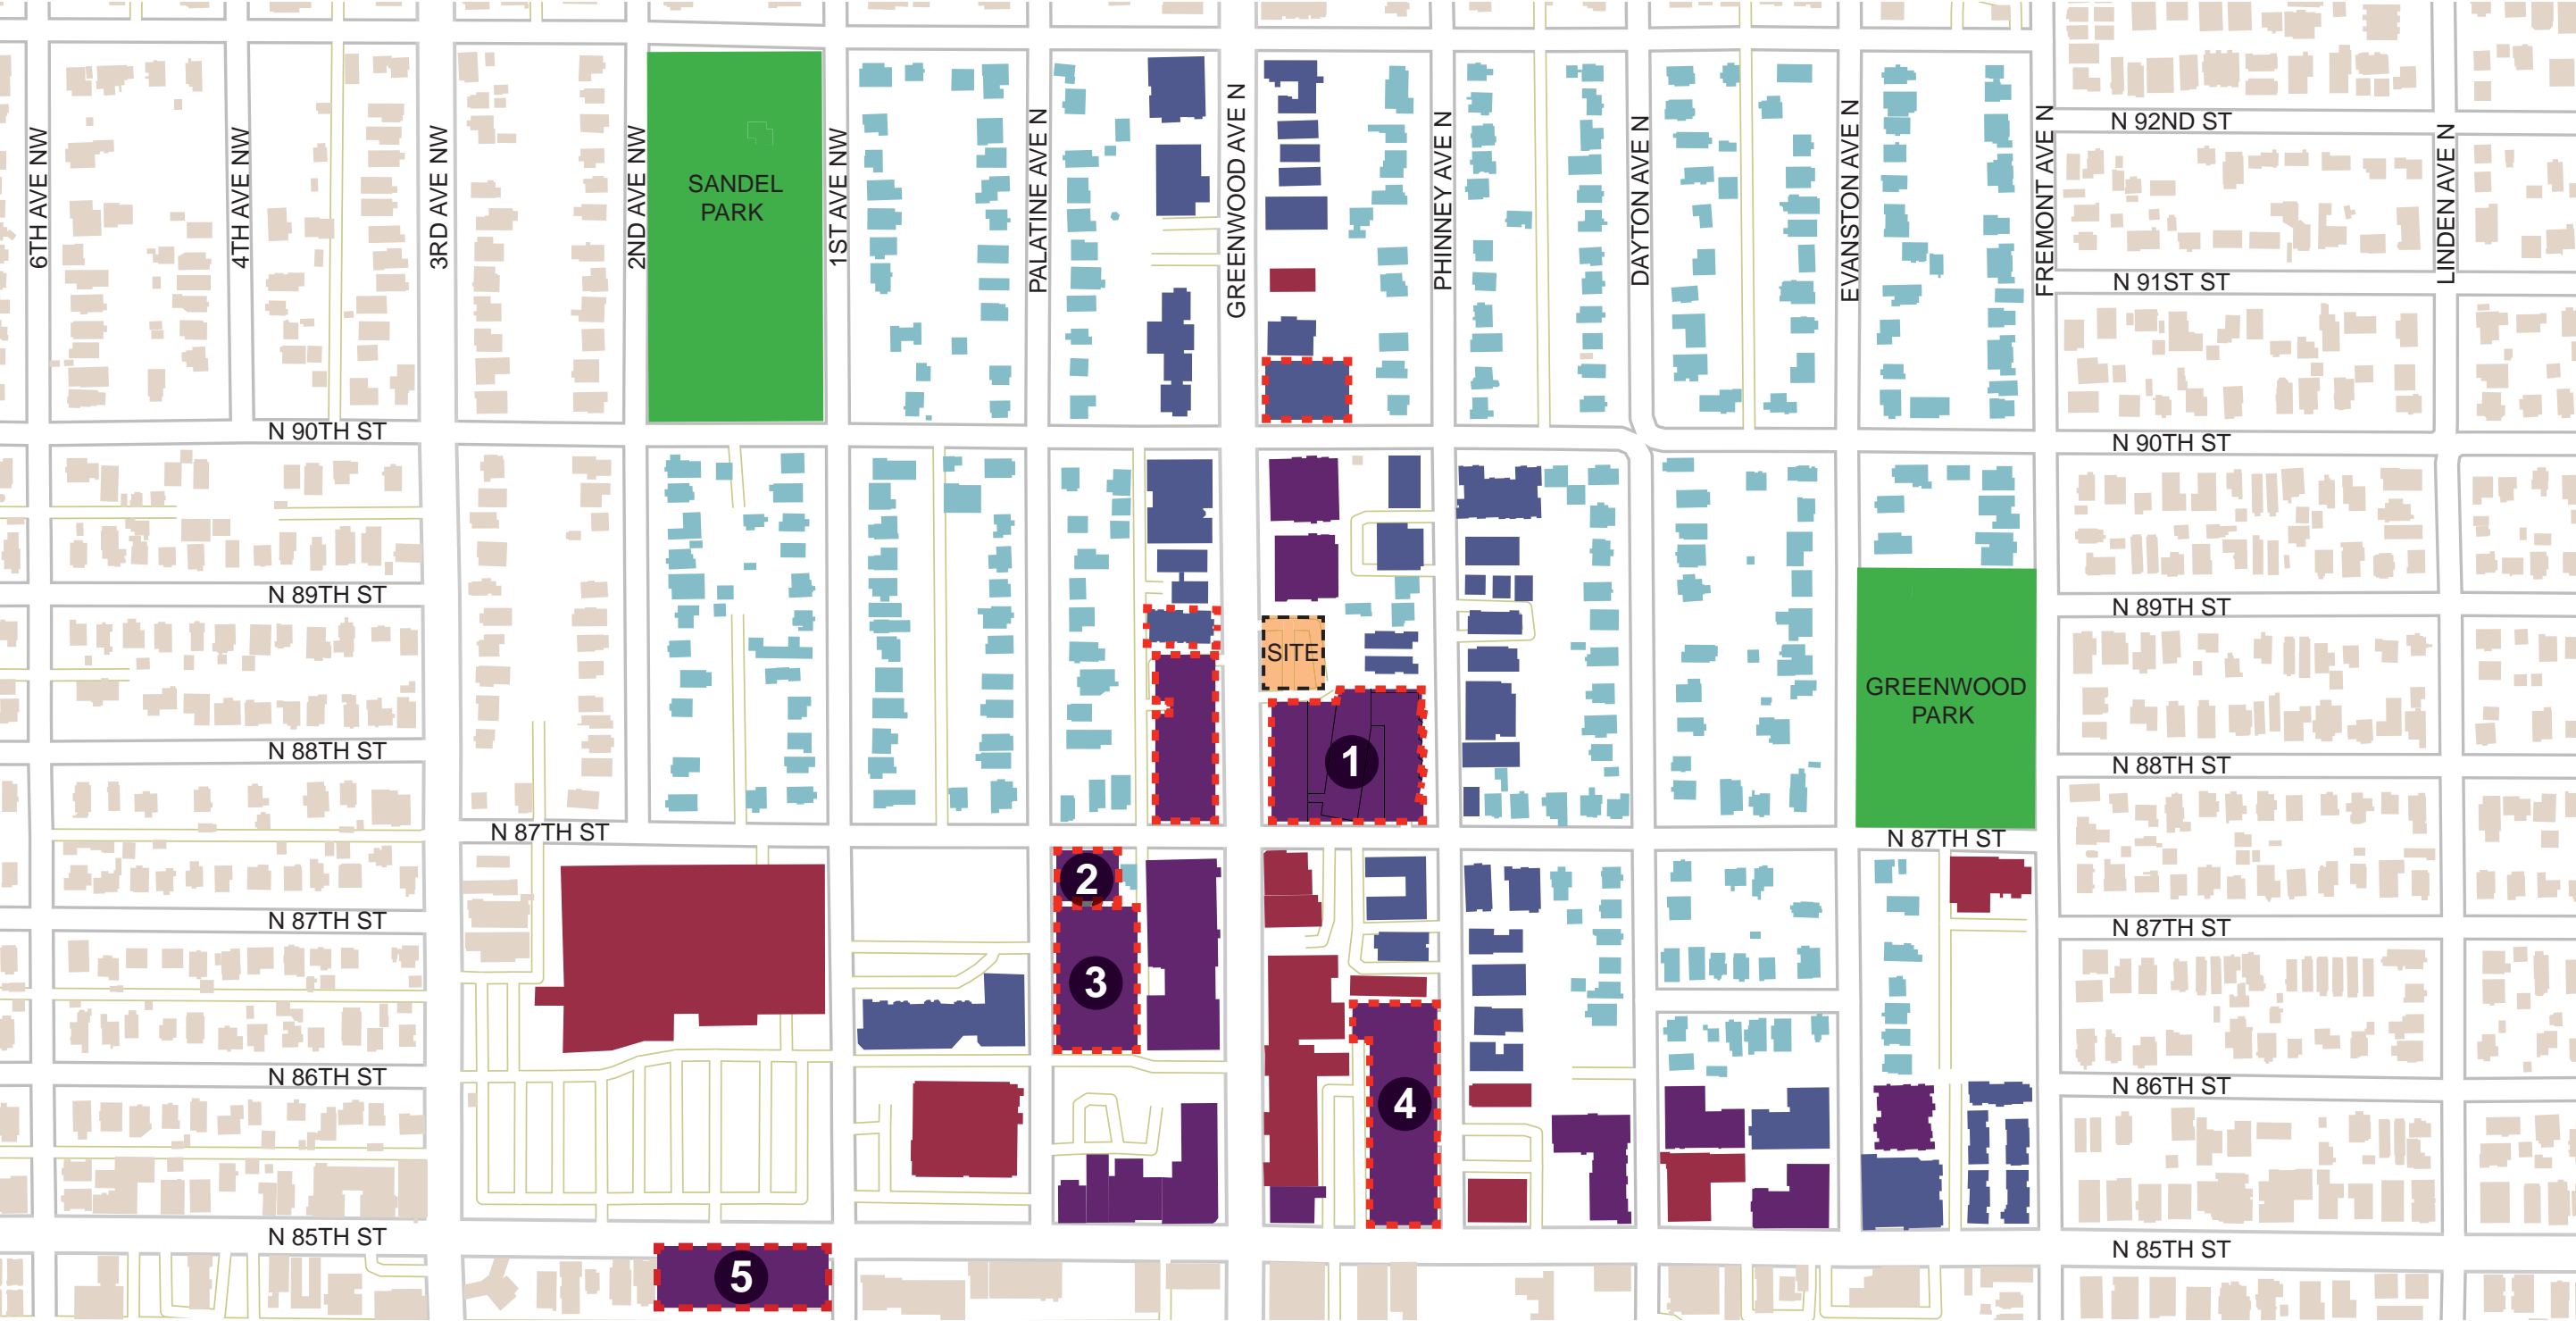 N 92ND ST
6TH AVE NW
4TH AVE NW
3RD AVE NW
2ND AVE NW
SANDEL
PARK
1ST AVE NW
PALATINE AVE N
GREENWOOD AVE N
PHINNEY AVE N
DAYTON AVE N
EVANSTON AVE N
FREMONT AVE N
LINDEN AVE N
N 91ST ST
N 90TH ST
N 90TH ST
N 89TH ST
N 89TH ST
SITE
GREENWOOD
PARK
N 88TH ST
N 88TH ST
1
N 87TH ST
N 87TH ST
2
N 87TH ST
N 87TH ST
3
N 86TH ST
N 86TH ST
4
N 85TH ST
N 85TH ST
5